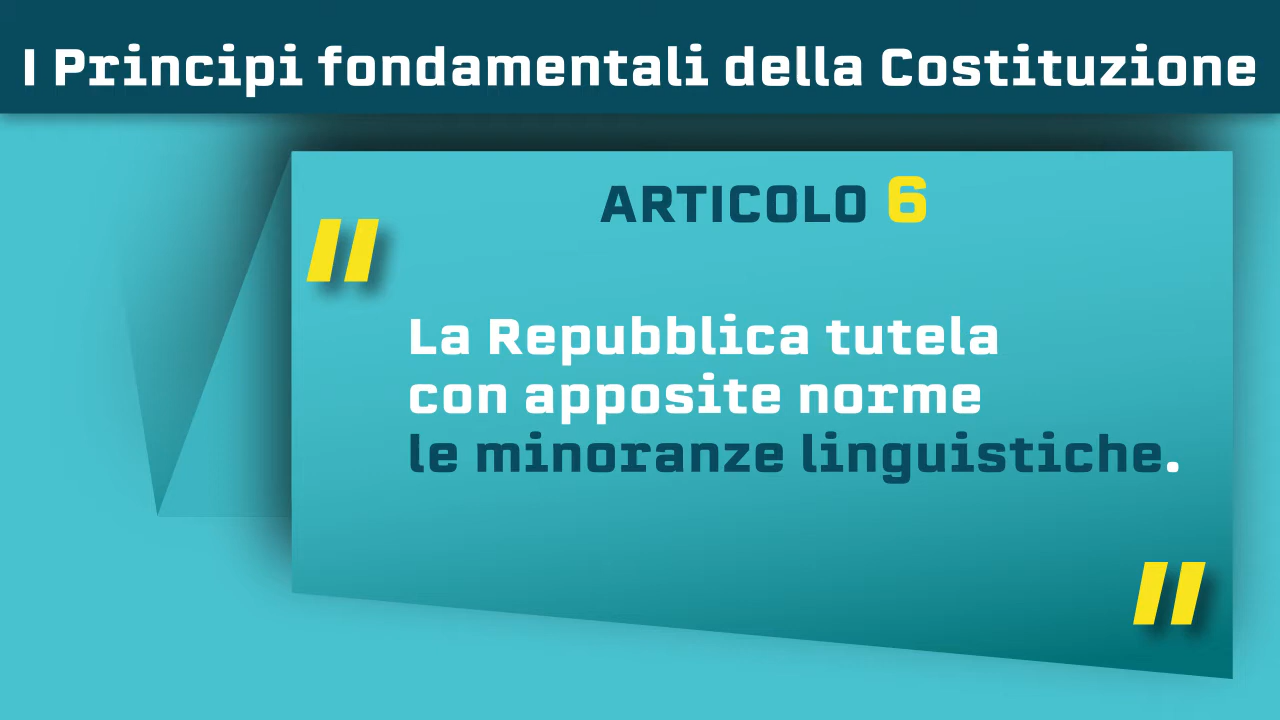 I Principi fondamentali della Costituzione
ARTICOLO 6
"
La Repubblica tutela
con apposite norme
le minoranze linguistiche.
"